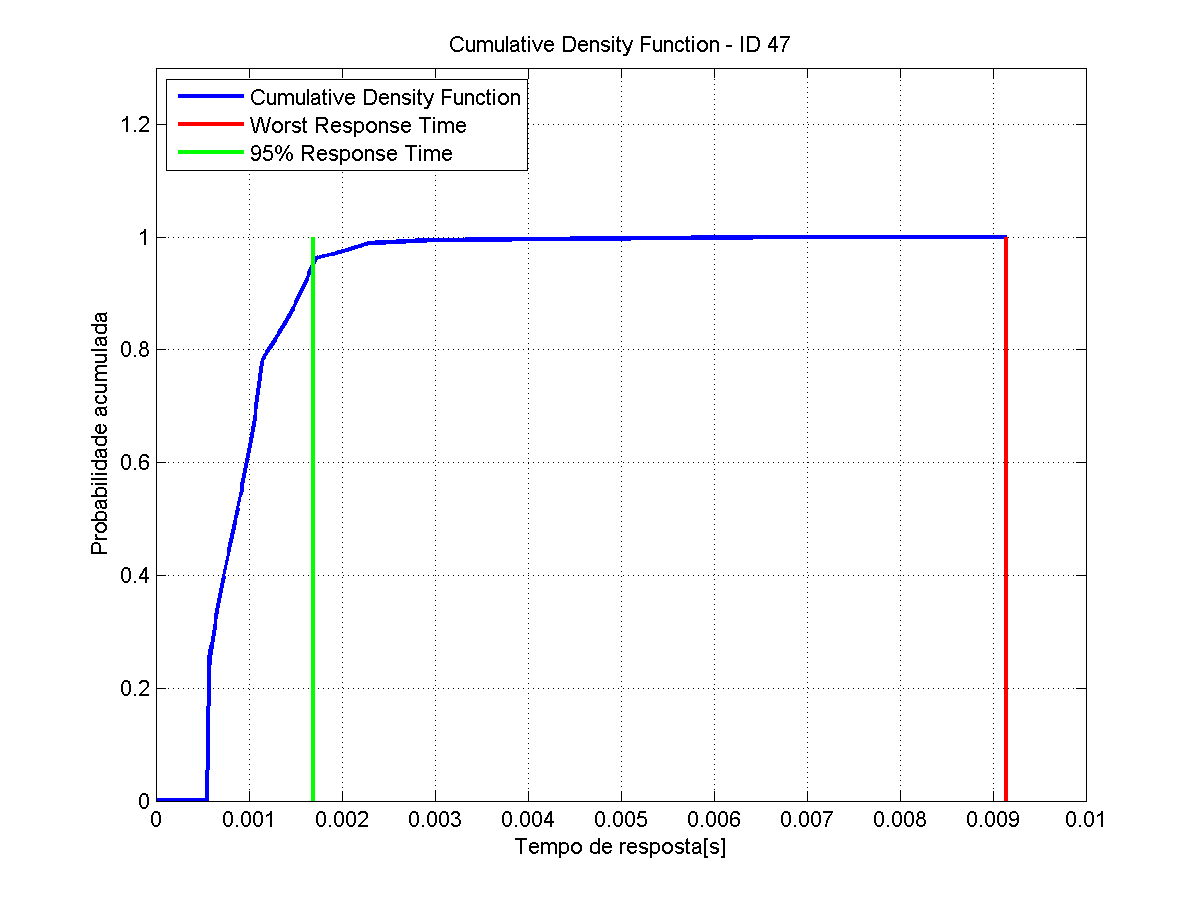 Cumulative Density Function - ID 47
Cumulative Density Function
Worst Response Time
95% Response Time
1.2
1
0.8
0.6
0.4
0.2
0
Probabilidade acumulada
0 0.001 0.002 0.003 0.004 0.005 0.006 0.007 0.008 0.009 0.01
Tempo de resposta[s]